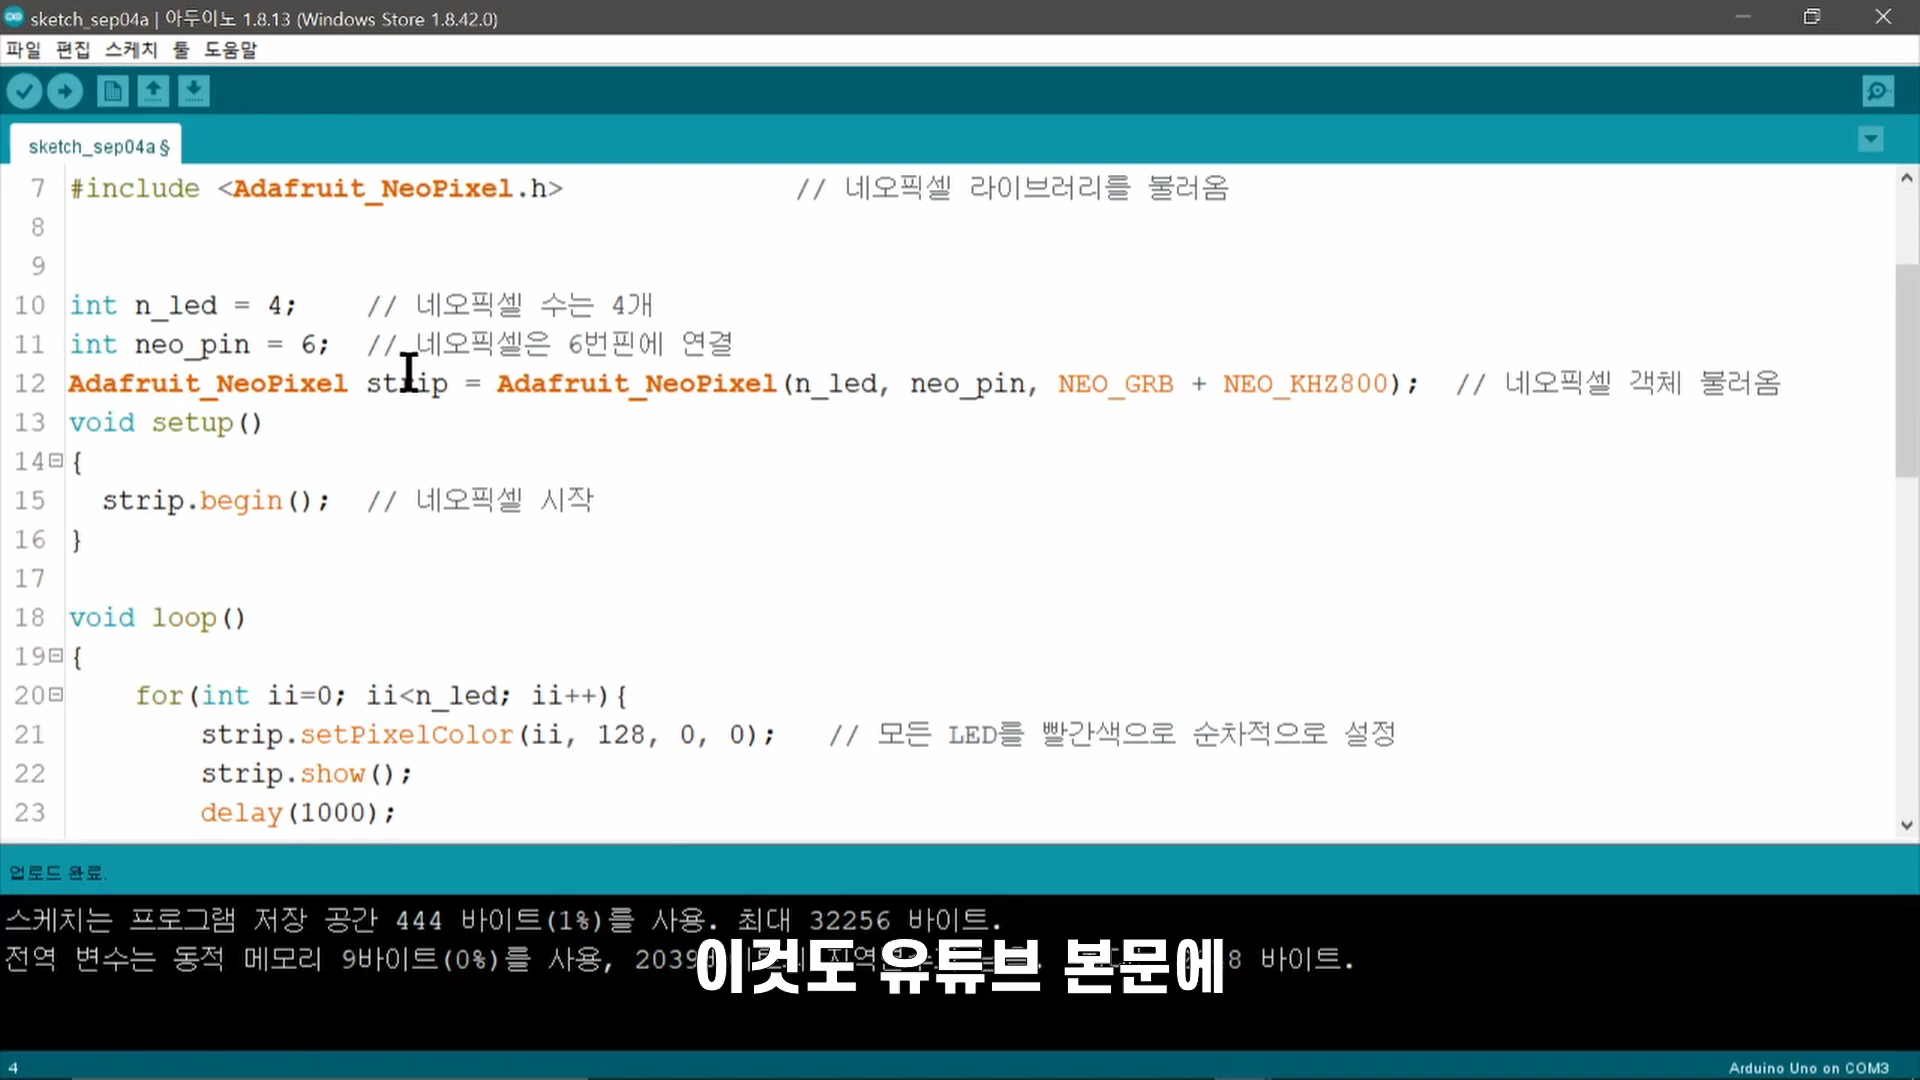 sketch_sep04a | 아두이노 1.8.13 (Windows Store 1.8.42.0)
파일 편집 스케치 툴 도움말
sketch_sep04a §
7 #include <Adafruit_NeoPixel.h> // 네오픽셀 라이브러리를 불러옴
8
9
10 int n_led = 4; // 네오픽셀 수는 4개
11 int neo_pin = 6; // 네오픽셀은 6번핀에 연결
12 Adafruit_NeoPixel strip = Adafruit_NeoPixel(n_led, neo_pin, NEO_GRB + NEO_KHZ800); // 네오픽셀 객체 불러옴
13 void setup()
14 {
15 strip.begin(); // 네오픽셀 시작
16 }
17
18 void loop()
19 {
20 for(int ii=0; ii<n_led; ii++){
21 strip.setPixelColor(ii, 128, 0, 0); // 모든 LED를 빨간색으로 순차적으로 설정
22 strip.show();
23 delay(1000);
업로드 완료.
스케치는 프로그램 저장 공간 444 바이트(1%)를 사용. 최대 32256 바이트.
전역 변수는 동적 메모리 9바이트(0%)를 사용, 2039 바이트.
이것도 유튜브 본문에
4 Arduino Uno on COM3